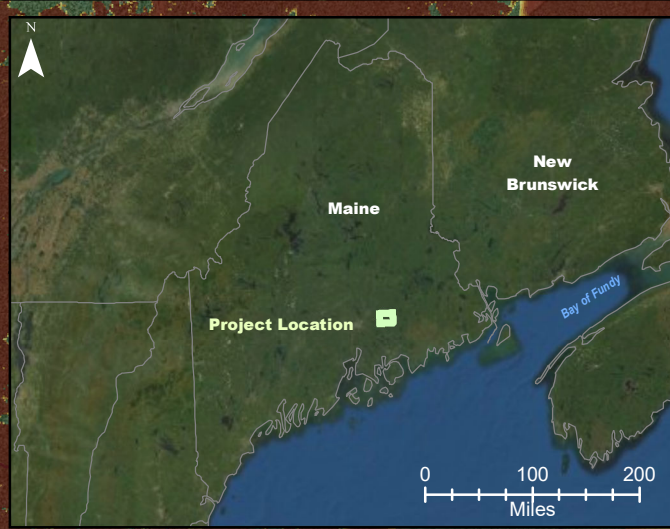 N
New
Brunswick
Maine
Bay of Fundy
Project Location
0 100 200
Miles